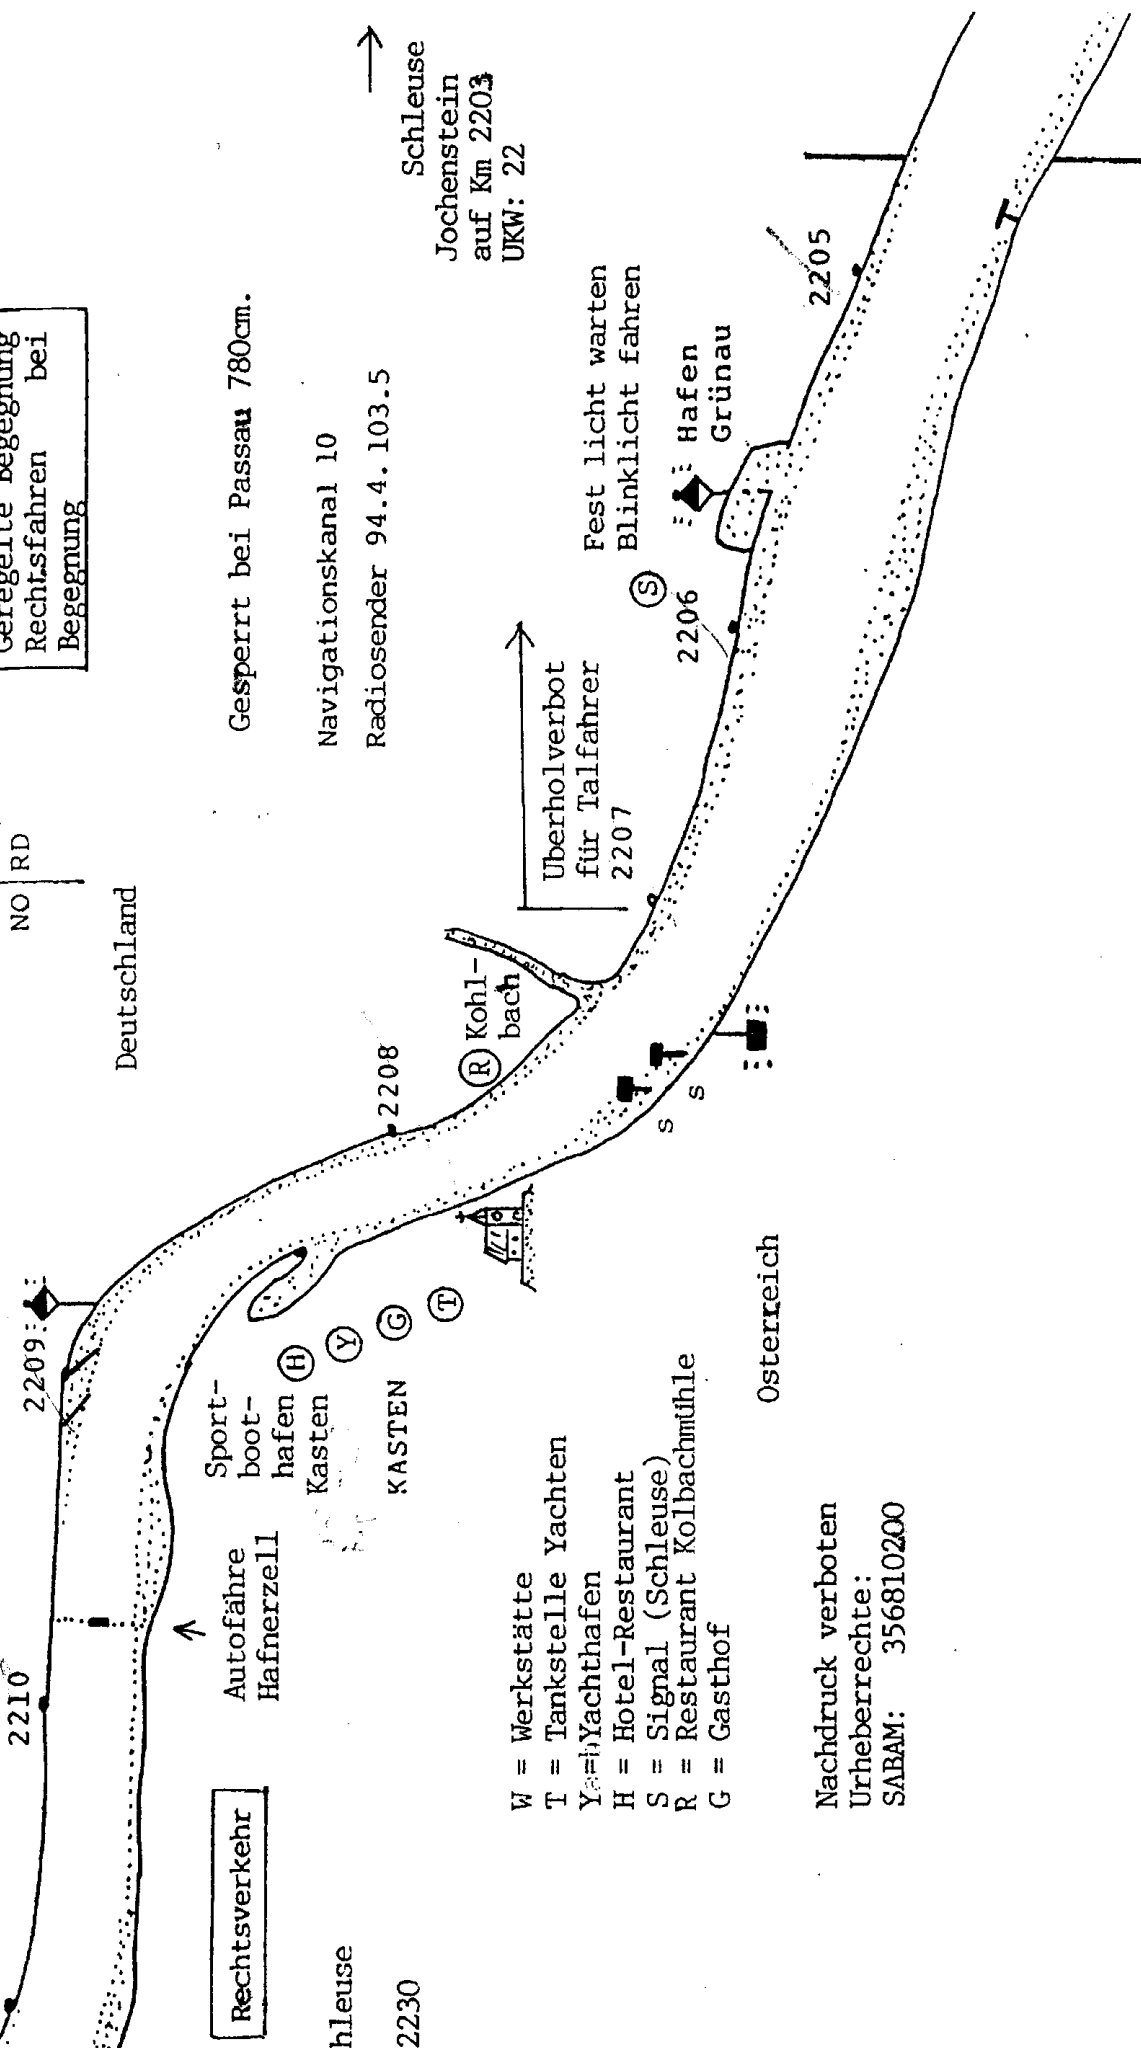 Geregelte Begegnung
Rechtsfahren bei
Begegnung
NO RD
Deutschland
Gesperrt bei Passau 780cm.
Navigationskanal 10
Radiosender 94.4. 103.5
Schleuse
Jochenstein
auf Km 2203
UKW: 22
Überholverbot
für Talfahrer
2207
Fest licht warten
Blinklicht fahren
S
2206
Hafen
Grünau
2205
2210
2209
2208
R Kohl-
bach
Autofähre
Hafnerzell
Sport-
boot-
hafen
Kasten
H
Y
G
T
KASTEN
S
S
Rechtsverkehr
hleuse
2230
W = Werkstätte
T = Tankstelle Yachten
Y = Yachthafen
H = Hotel-Restaurant
S = Signal (Schleuse)
R = Restaurant Kolbachmühle
G = Gasthof
Osterreich
Nachdruck verboten
Urheberrechte:
SABAM: 356810200